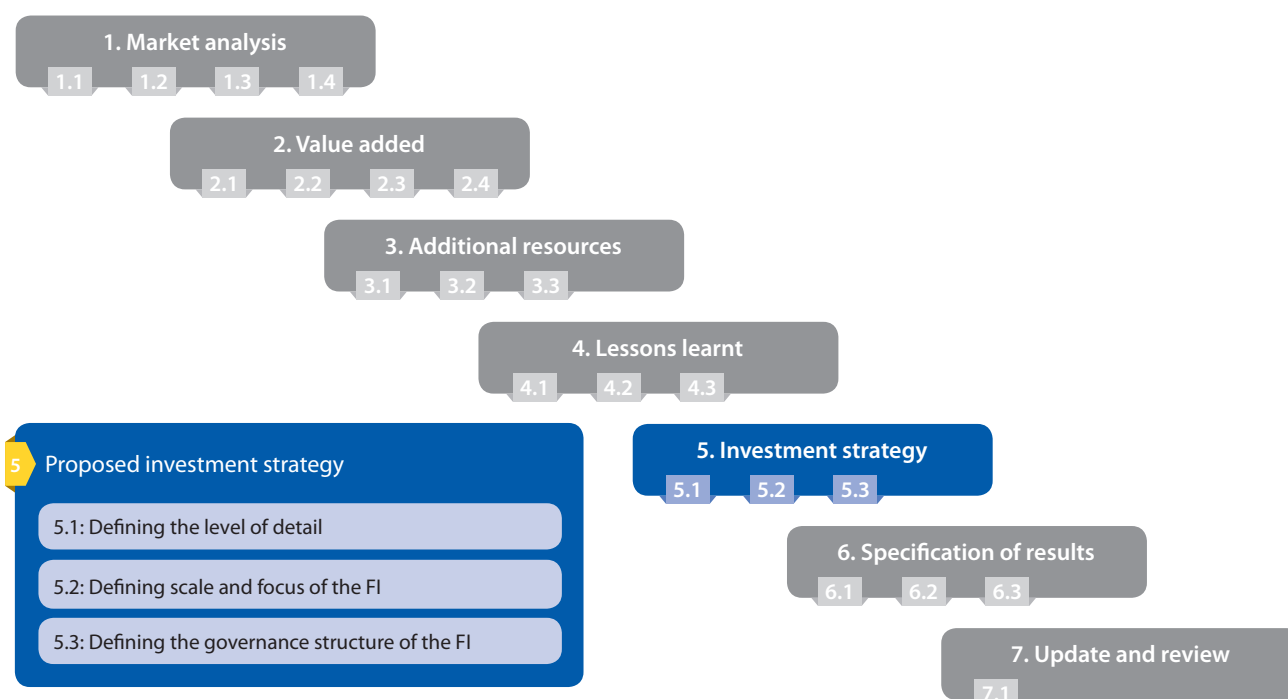 1. Market analysis
1.1 1.2 1.3 1.4
2. Value added
2.1 2.2 2.3 2.4
3. Additional resources
3.1 3.2 3.3
4. Lessons learnt
4.1 4.2 4.3
5 Proposed investment strategy
5.1: Defining the level of detail
5.2: Defining scale and focus of the FI
5.3: Defining the governance structure of the FI
5. Investment strategy
5.1 5.2 5.3
6. Specification of results
6.1 6.2 6.3
7. Update and review
7.1